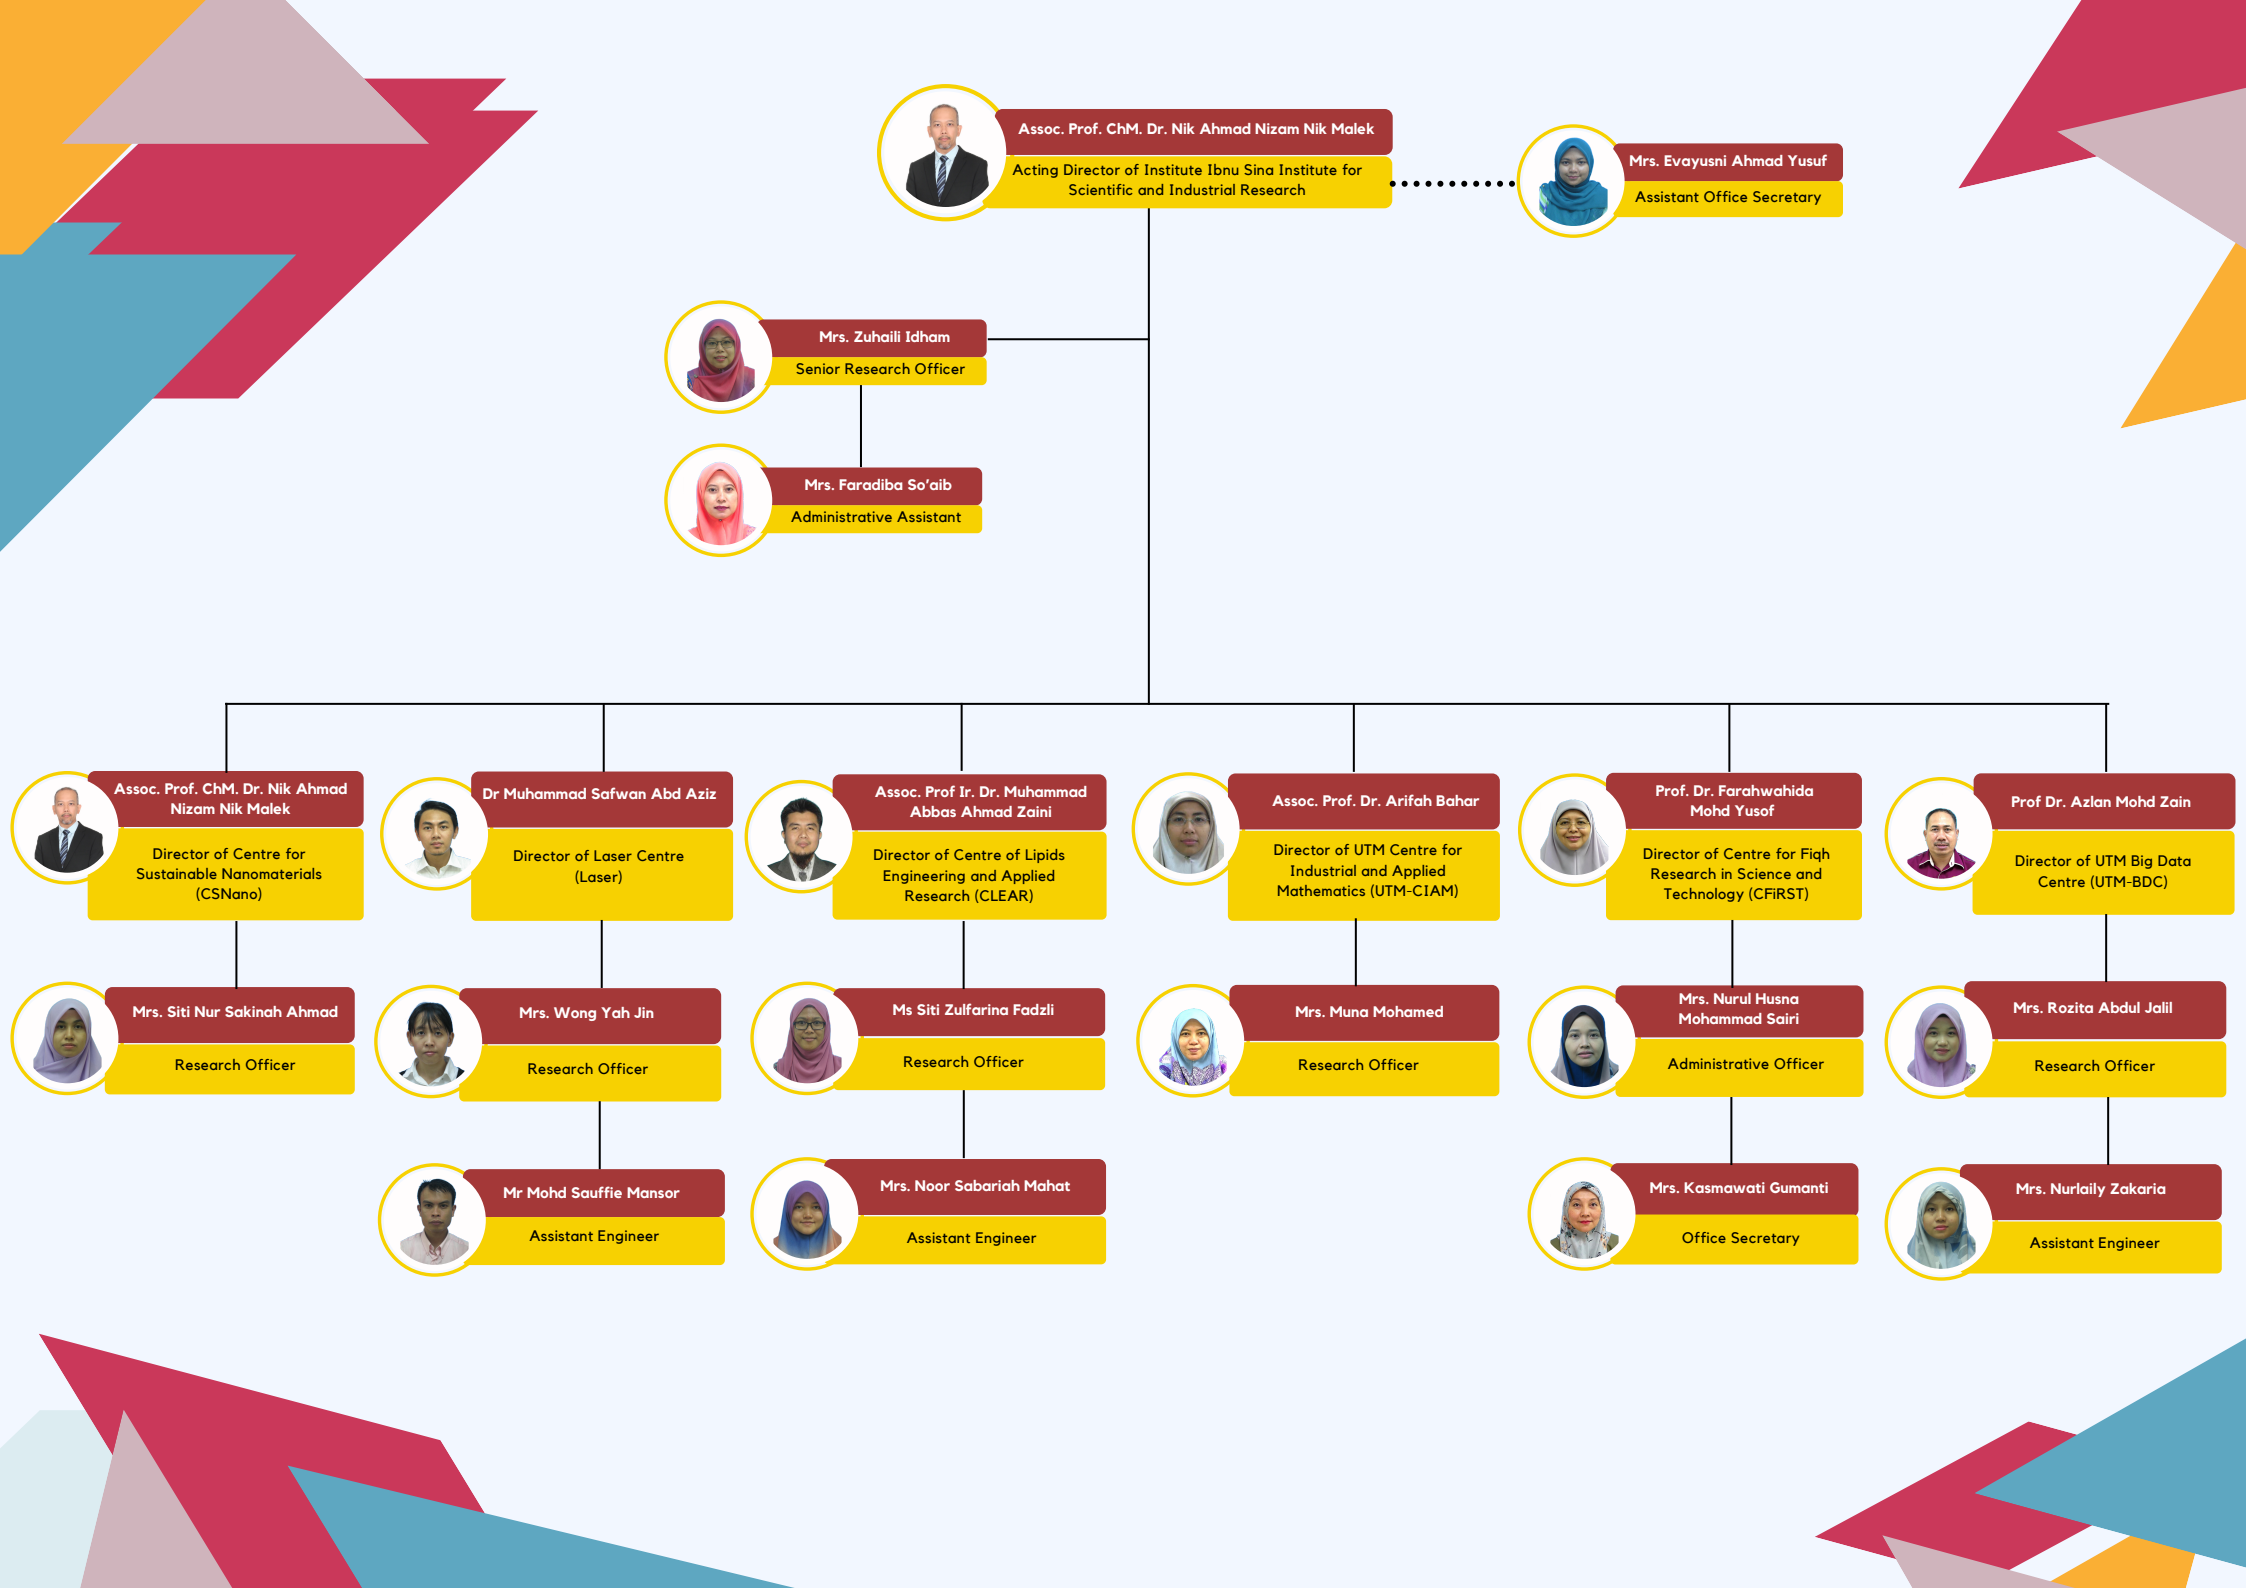 Assoc. Prof. ChM. Dr. Nik Ahmad Nizam Nik Malek
Acting Director of Institute Ibnu Sina Institute for
Scientific and Industrial Research
Mrs. Evayusni Ahmad Yusuf
Assistant Office Secretary
Mrs. Zuhaili Idham
Senior Research Officer
Mrs. Faradiba So'aib
Administrative Assistant
Assoc. Prof. ChM. Dr. Nik Ahmad
Nizam Nik Malek
Director of Centre for
Sustainable Nanomaterials
(CSNano)
Dr Muhammad Safwan Abd Aziz
Director of Laser Centre
(Laser)
Assoc. Prof Ir. Dr. Muhammad
Abbas Ahmad Zaini
Director of Centre of Lipids
Engineering and Applied
Research (CLEAR)
Assoc. Prof. Dr. Arifah Bahar
Director of UTM Centre for
Industrial and Applied
Mathematics (UTM-CIAM)
Prof. Dr. Farahwahida
Mohd Yusof
Director of Centre for Fiqh
Research in Science and
Technology (CFiRST)
Prof Dr. Azlan Mohd Zain
Director of UTM Big Data
Centre (UTM-BDC)
Mrs. Siti Nur Sakinah Ahmad
Research Officer
Mrs. Wong Yah Jin
Research Officer
Ms Siti Zulfarina Fadzli
Research Officer
Mrs. Muna Mohamed
Research Officer
Mrs. Nurul Husna
Mohammad Sairi
Administrative Officer
Mrs. Rozita Abdul Jalil
Research Officer
Mr Mohd Sauffie Mansor
Assistant Engineer
Mrs. Noor Sabariah Mahat
Assistant Engineer
Mrs. Kasmawati Gumanti
Office Secretary
Mrs. Nurlaily Zakaria
Assistant Engineer